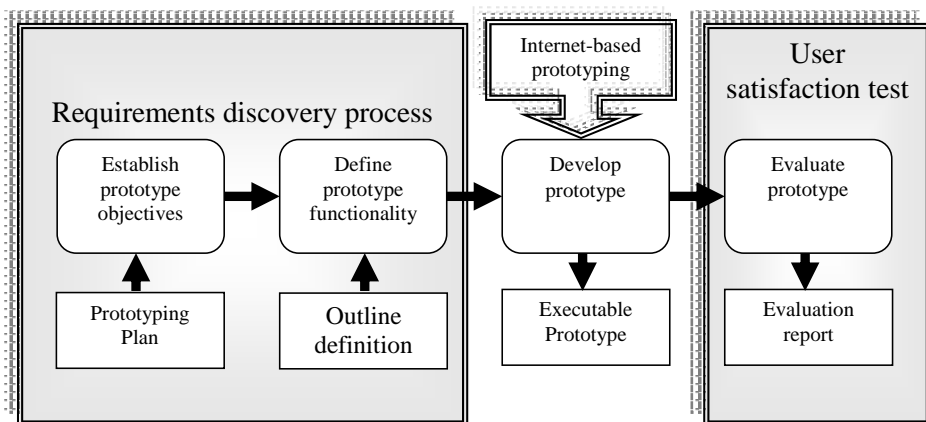 Internet-based
prototyping
User
satisfaction test
Requirements discovery process
Establish
prototype
objectives
Define
prototype
functionality
Develop
prototype
Evaluate
prototype
Prototyping
Plan
Outline
definition
Executable
Prototype
Evaluation
report